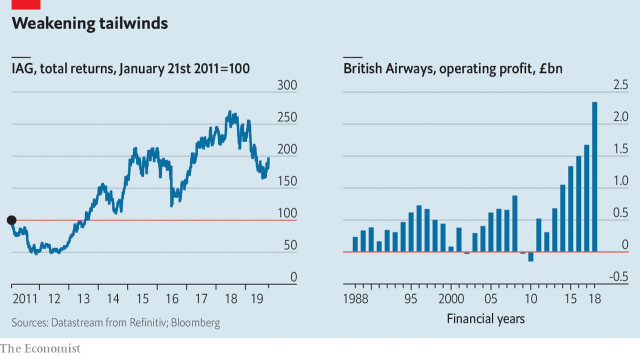 Weakening tailwinds
IAG, total returns, January 21st 2011=100
300
250
200
150
100
50
0
2011 12 13 14 15 16 17 18 19
British Airways, operating profit, £bn
2.5
2.0
1.5
1.0
0.5
0
-0.5
1988 95 2000 05 10 15 18
Financial years
Sources: Datastream from Refinitiv; Bloomberg
The Economist